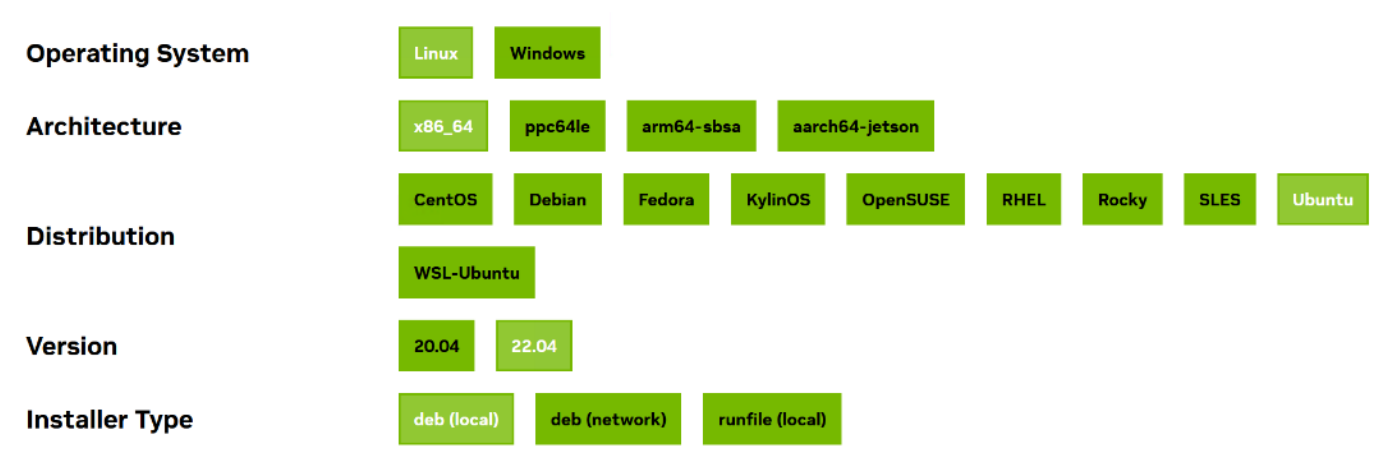 Operating System Linux Windows
Architecture x86_64 ppc64le arm64-sbsa aarch64-jetson
Distribution CentOS Debian Fedora KylinOS OpenSUSE RHEL Rocky SLES Ubuntu
WSL-Ubuntu
Version 20.04 22.04
Installer Type deb (local) deb (network) runfile (local)